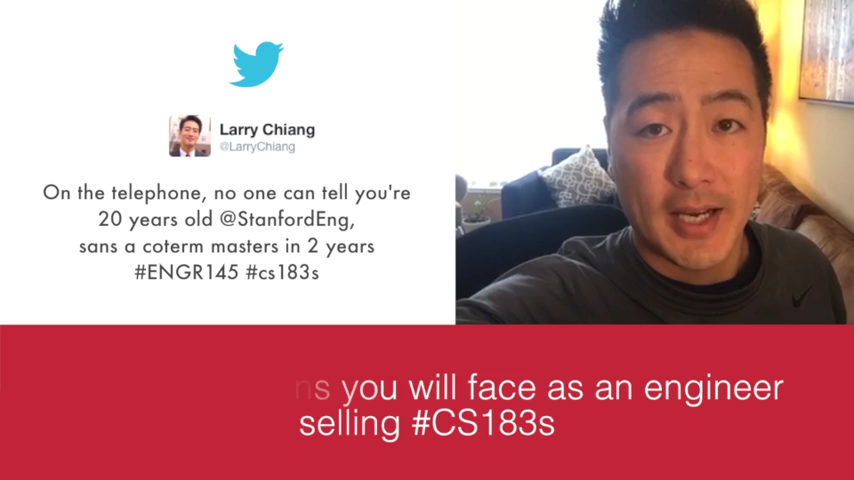 Larry Chiang
@LarryChiang
On the telephone, no one can tell you're
20 years old @StanfordEng,
sans a coterm masters in 2 years
#ENGR145 #cs183s
you will face as an engineer
selling #CS183s